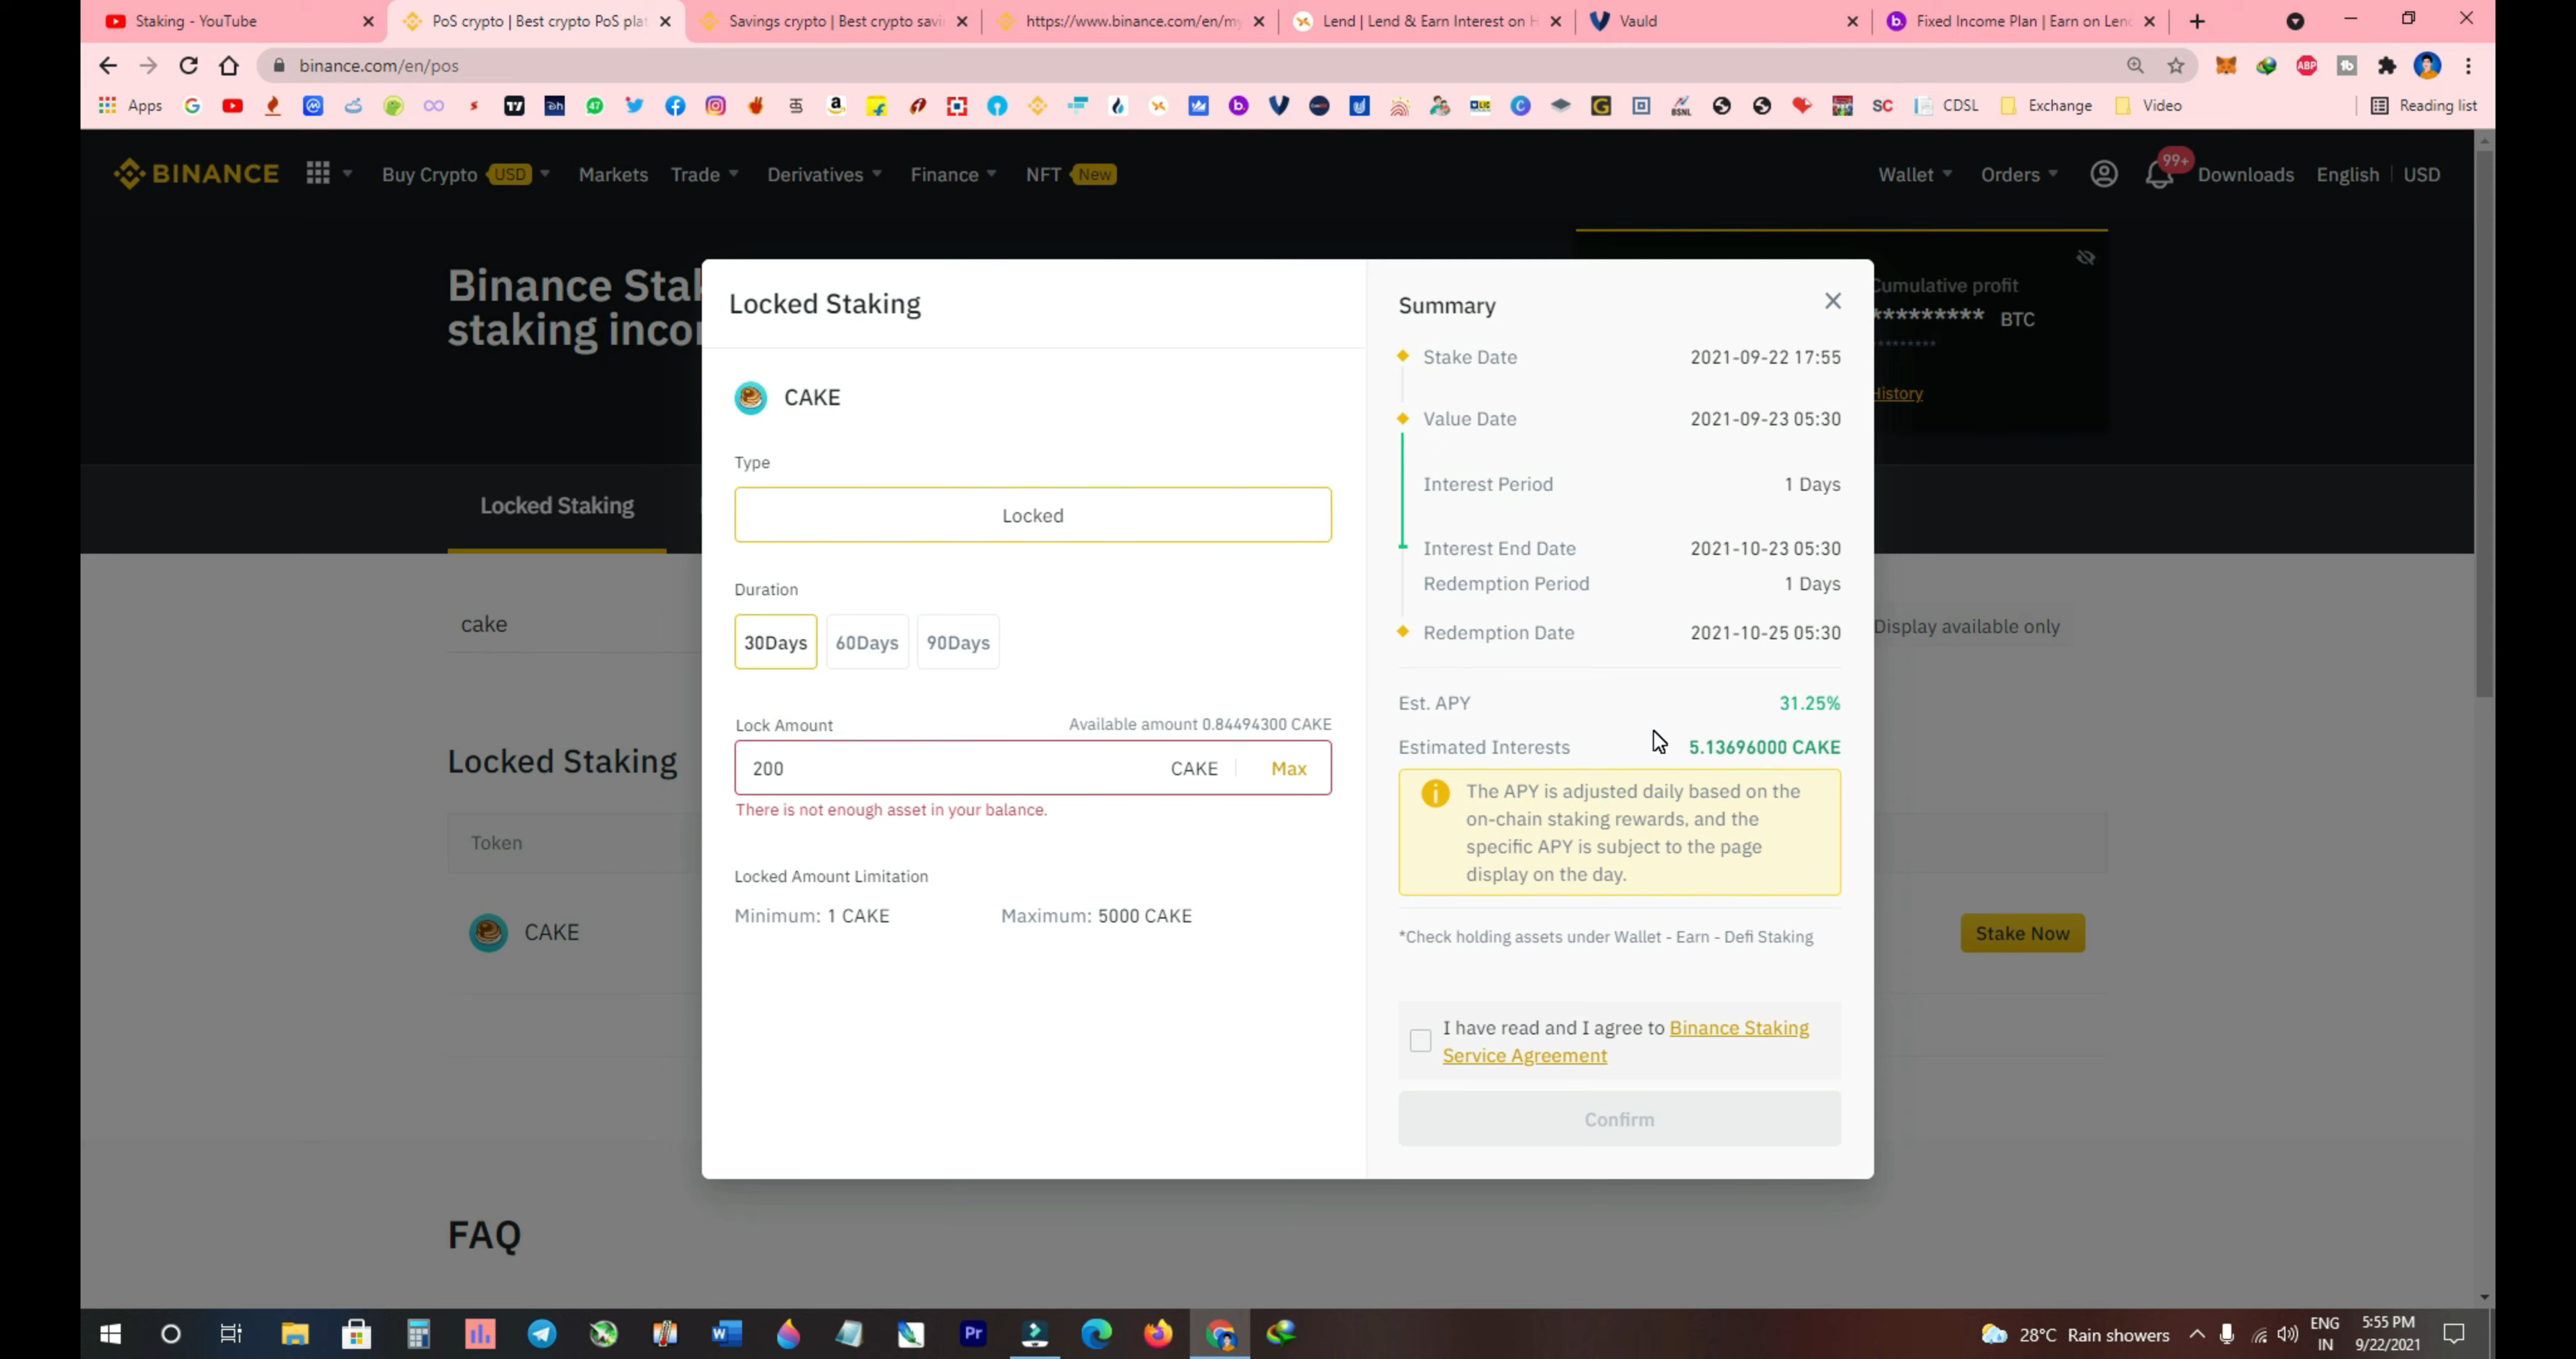 Staking - YouTube
PoS crypto | Best crypto PoS plat
Savings crypto | Best crypto savi
https://www.binance.com/en/my
Lend | Lend & Earn Interest on H
Vauld
Fixed Income Plan | Earn on Lend
binance.com/en/pos
Apps
CDSL
Exchange
Video
Reading list
BINANCE
Buy Crypto USD
Markets
Trade
Derivatives
Finance
NFT New
Wallet
Orders
99+
Downloads
English
USD
Binance Stak
staking incor
Cumulative profit
********* BTC
History
Locked Staking
cake
Display available only
Locked Staking
Token
CAKE
Stake Now
FAQ
Locked Staking
CAKE
Type
Locked
Duration
30Days 60Days 90Days
Lock Amount Available amount 0.84494300 CAKE
200 CAKE Max
There is not enough asset in your balance.
Locked Amount Limitation
Minimum: 1 CAKE Maximum: 5000 CAKE
Summary
Stake Date 2021-09-22 17:55
Value Date 2021-09-23 05:30
Interest Period 1 Days
Interest End Date 2021-10-23 05:30
Redemption Period 1 Days
Redemption Date 2021-10-25 05:30
Est. APY 31.25%
Estimated Interests 5.13696000 CAKE
The APY is adjusted daily based on the
on-chain staking rewards, and the
specific APY is subject to the page
display on the day.
*Check holding assets under Wallet - Earn - Defi Staking
I have read and I agree to Binance Staking
Service Agreement
Confirm
28°C Rain showers
ENG
IN
5:55 PM
9/22/2021